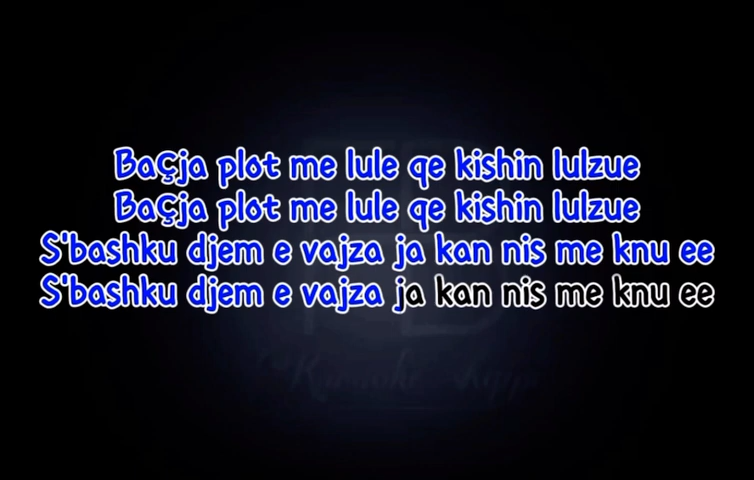 Baçja plot me lule qe kishin lulzue
Baçja plot me lule qe kishin lulzue
S'bashku djem e vajza ja kan nis me knu ee
S'bashku djem e vajza ja kan nis me knu ee
Karaoke